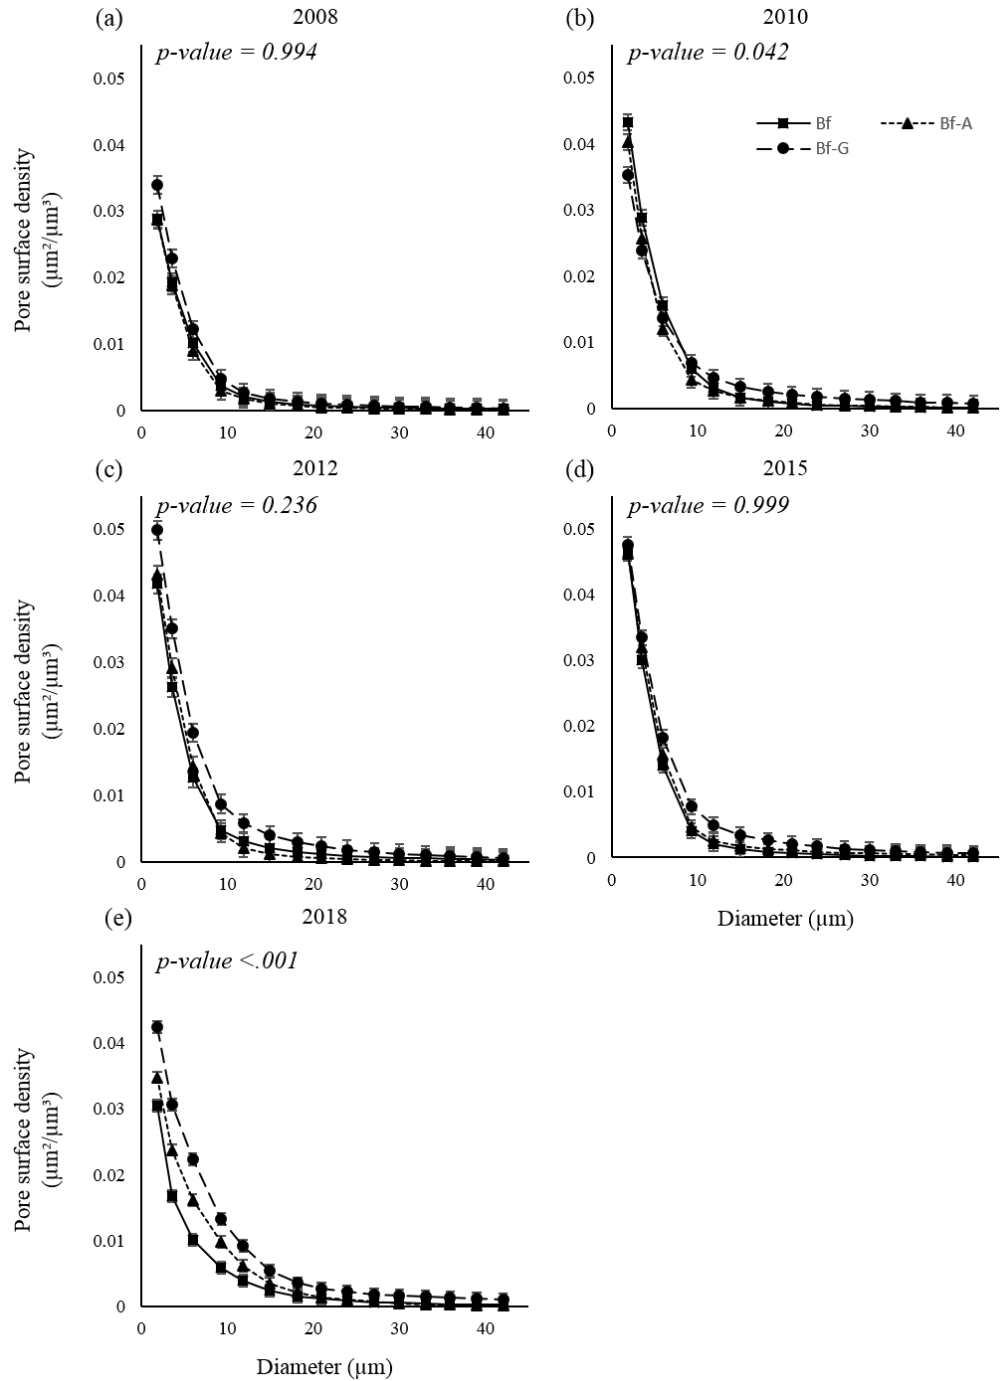 (a) 2008
p-value = 0.994
Pore surface density
(µm²/µm³)
0.05
0.04
0.03
0.02
0.01
0
0 10 20 30 40
(b) 2010
p-value = 0.042
Bf Bf-A
Bf-G
0.05
0.04
0.03
0.02
0.01
0
0 10 20 30 40
(c) 2012
p-value = 0.236
Pore surface density
(µm²/µm³)
0.05
0.04
0.03
0.02
0.01
0
0 10 20 30 40
(d) 2015
p-value = 0.999
0.05
0.04
0.03
0.02
0.01
0
0 10 20 30 40
Diameter (µm)
(e) 2018
p-value <.001
Pore surface density
(µm²/µm³)
0.05
0.04
0.03
0.02
0.01
0
0 10 20 30 40
Diameter (µm)